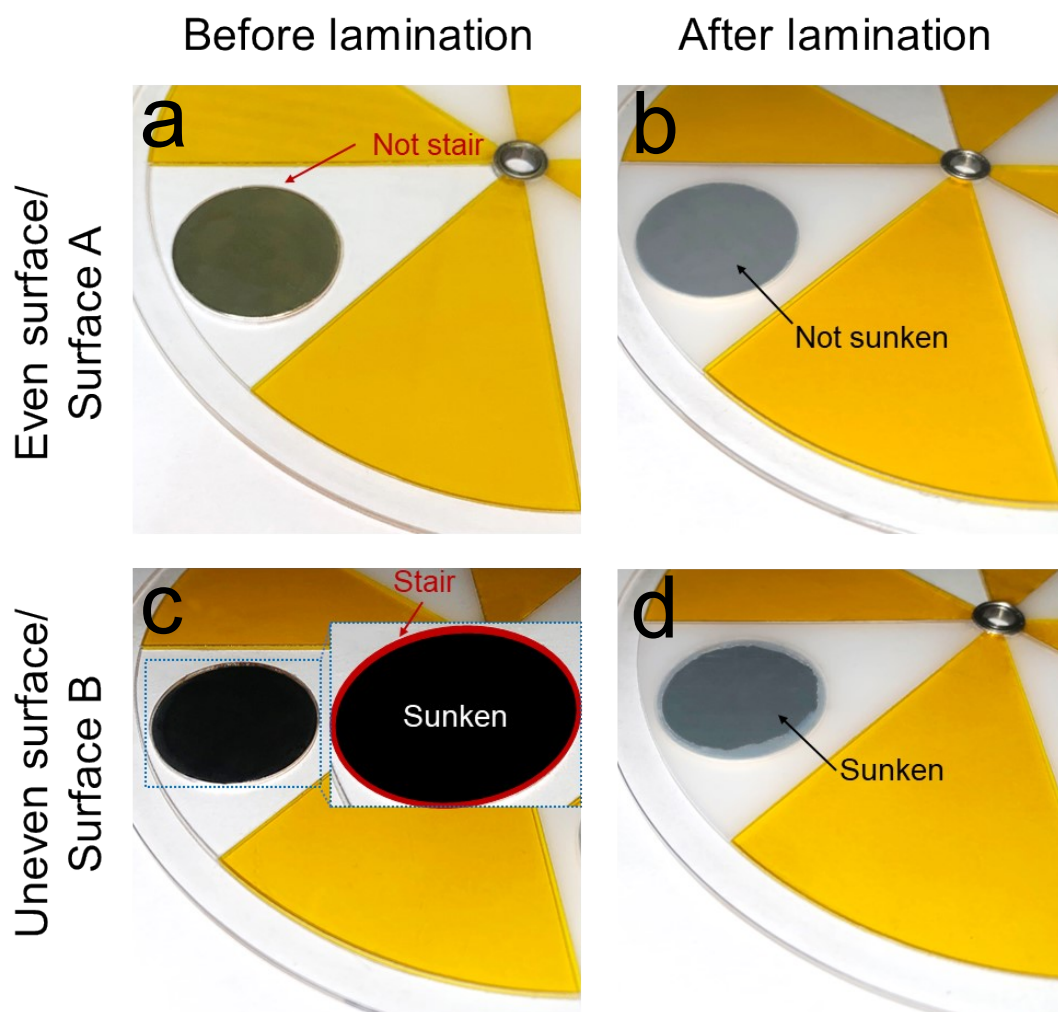 Before lamination
After lamination
Even surface/
Surface A
a
Not stair
b
Not sunken
Uneven surface/
Surface B
c
Stair
Sunken
d
Sunken